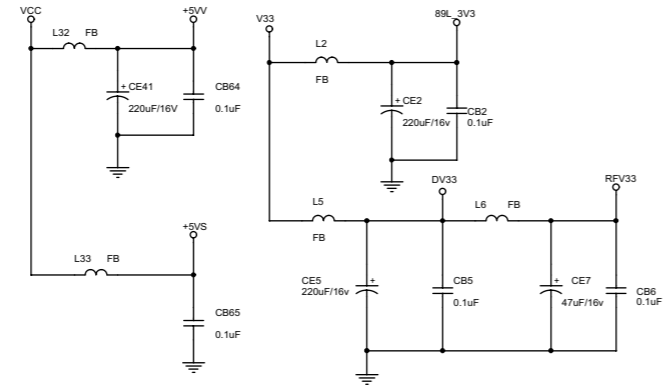 VCC
+5VV
L32 FB
+ CE41
220uF/16V
CB64
0.1uF
+5VS
L33 FB
CB65
0.1uF
V33
89L_3V3
L2
FB
+ CE2
220uF/16v
CB2
0.1uF
DV33
RFV33
L5
FB
L6 FB
CE5
220uF/16v
+
CB5
0.1uF
+
CE7
47uF/16v
CB6
0.1uF